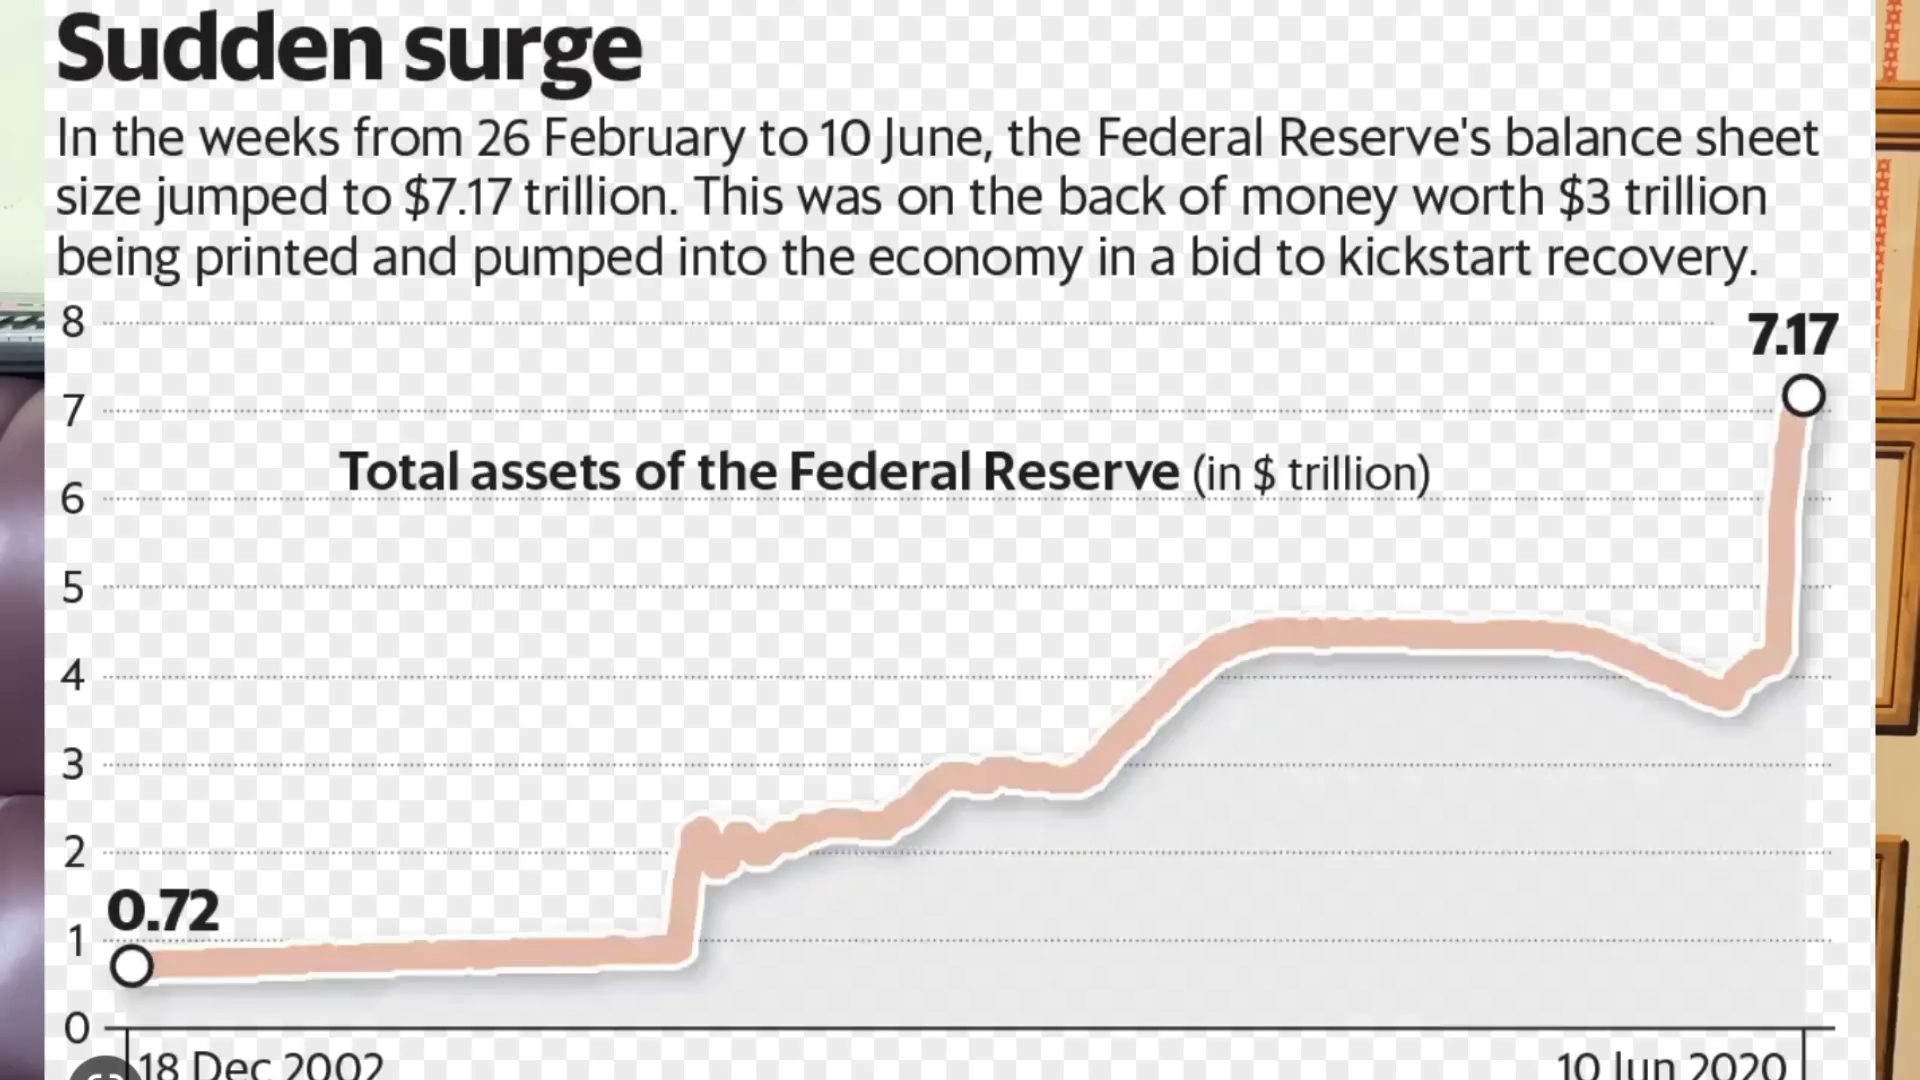 Sudden surge
In the weeks from 26 February to 10 June, the Federal Reserve's balance sheet
size jumped to $7.17 trillion. This was on the back of money worth $3 trillion
being printed and pumped into the economy in a bid to kickstart recovery.
8
7.17
7
Total assets of the Federal Reserve (in $ trillion)
6
5
4
3
2
0.72
1
0
18 Dec 2002
10 Jun 2020